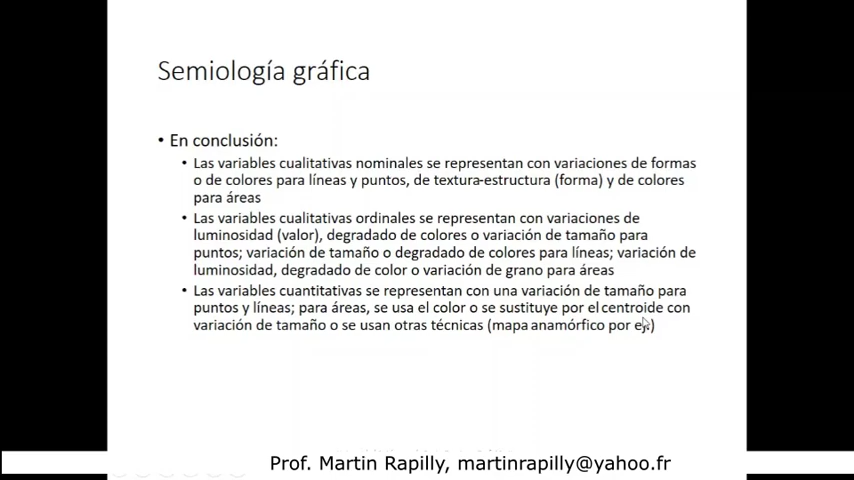 Semiología gráfica
• En conclusión:
• Las variables cualitativas nominales se representan con variaciones de formas
o de colores para líneas y puntos, de textura-estructura (forma) y de colores
para áreas
• Las variables cualitativas ordinales se representan con variaciones de
luminosidad (valor), degradado de colores o variación de tamaño para
puntos; variación de tamaño o degradado de colores para líneas; variación de
luminosidad, degradado de color o variación de grano para áreas
• Las variables cuantitativas se representan con una variación de tamaño para
puntos y líneas; para áreas, se usa el color o se sustituye por el centroide con
variación de tamaño o se usan otras técnicas (mapa anamórfico por ej.)
Prof. Martin Rapilly, martinrapilly@yahoo.fr